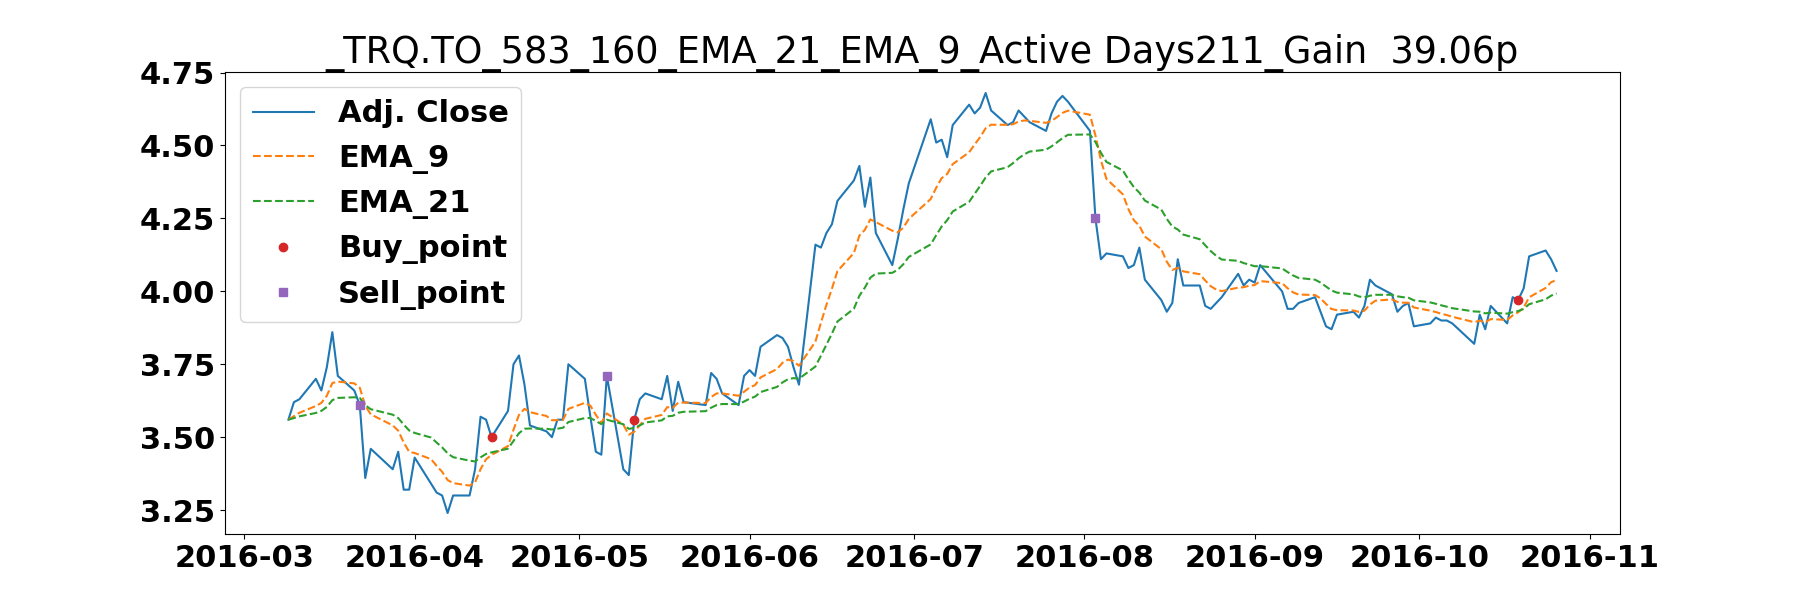 _TRQ.TO_583_160_EMA_21_EMA_9_Active Days211_Gain  39.06p
4.75
4.50
4.25
4.00
3.75
3.50
3.25
Adj. Close
EMA_9
EMA_21
Buy_point
Sell_point
2016-03 2016-04 2016-05 2016-06 2016-07 2016-08 2016-09 2016-10 2016-11